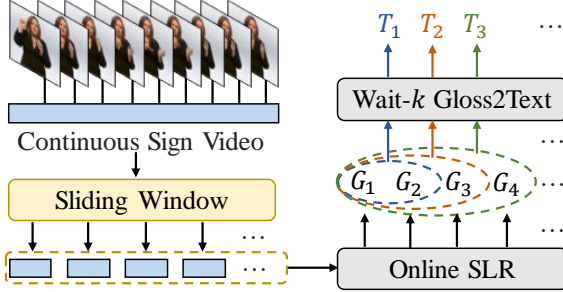 Continuous Sign Video
Sliding Window
...
...
T₁ T₂ T₃ ...
Wait-k Gloss2Text
...
G₁ G₂ G₃ G₄ ...
...
Online SLR